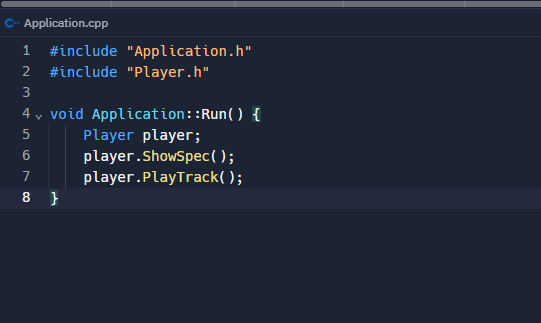 C++ Application.cpp
1 #include "Application.h"
2 #include "Player.h"
3
4 void Application::Run() {
5     Player player;
6     player.ShowSpec();
7     player.PlayTrack();
8 }